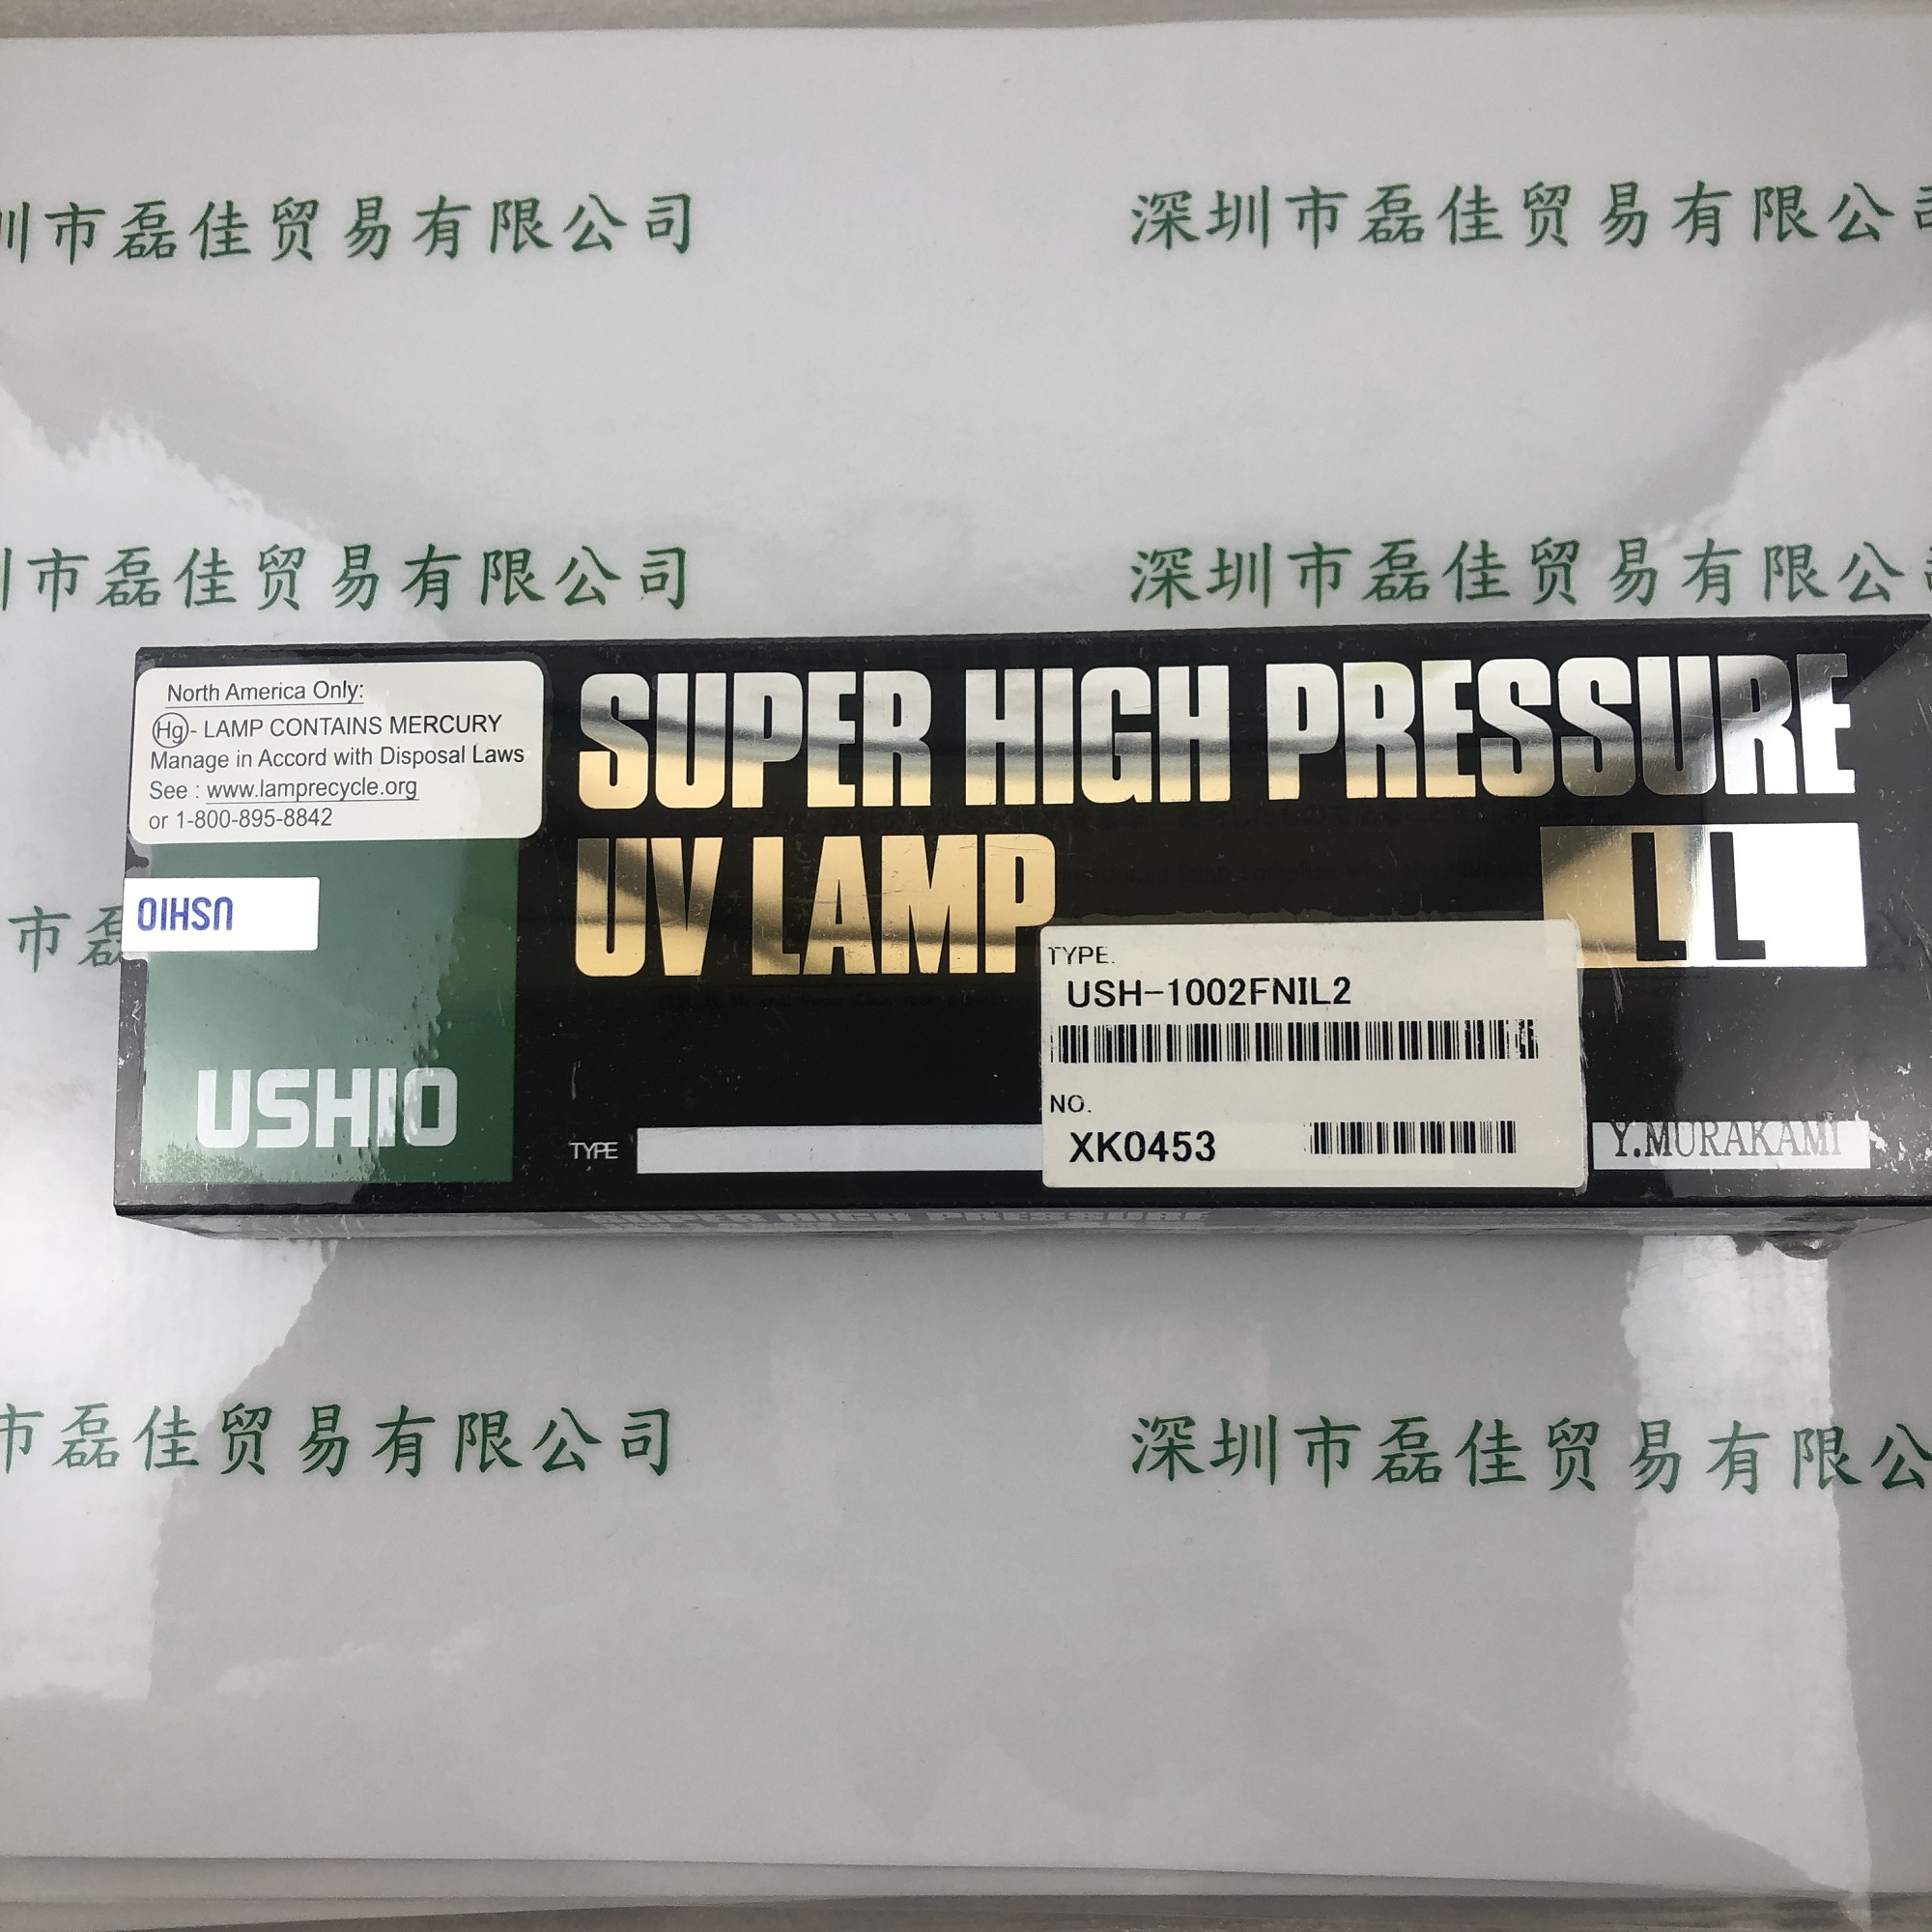 圳市磊佳贸易有限公司
深圳市磊佳贸易有限公司
市磊佳贸易有限公司
深圳市磊佳贸易有限公
North America Only:
Hg - LAMP CONTAINS MERCURY
Manage in Accord with Disposal Laws
See : www.lamprecycle.org
or 1-800-895-8842
SUPER HIGH PRESSURE
UV LAMP
LL
市磊
USHIO
USHIO
TYPE.
USH-1002FNIL2
NO.
XK0453
TYPE
Y.MURAKAMI
SUPER HIGH PRESSURE
市磊佳贸易有限公司
深圳市磊佳贸易有限公